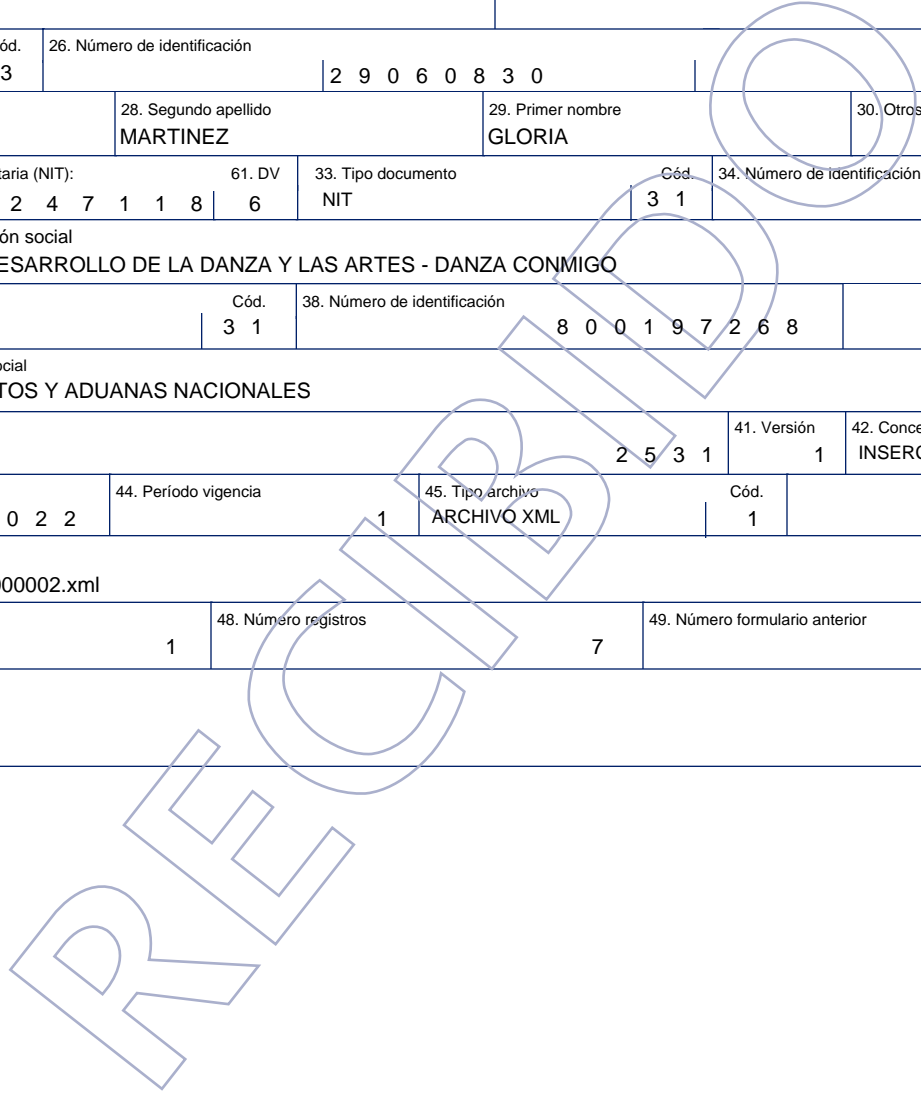 ód. 26. Número de identificación
3 2 9 0 6 0 8 3 0
28. Segundo apellido 29. Primer nombre 30. Otros
MARTINEZ GLORIA
taria (NIT): 61. DV 33. Tipo documento Cód. 34. Número de identificación
2 4 7 1 1 8 6 NIT 3 1
ón social
ESARROLLO DE LA DANZA Y LAS ARTES - DANZA CONMIGO
Cód. 38. Número de identificación
3 1 8 0 0 1 9 7 2 6 8
ocial
TOS Y ADUANAS NACIONALES
41. Versión 42. Conce
2 5 3 1 1 INSERC
44. Período vigencia 45. Tipo archivo Cód.
0 2 2 1 ARCHIVO XML 1
000002.xml
48. Número registros 49. Número formulario anterior
1 7
RECIBIDO